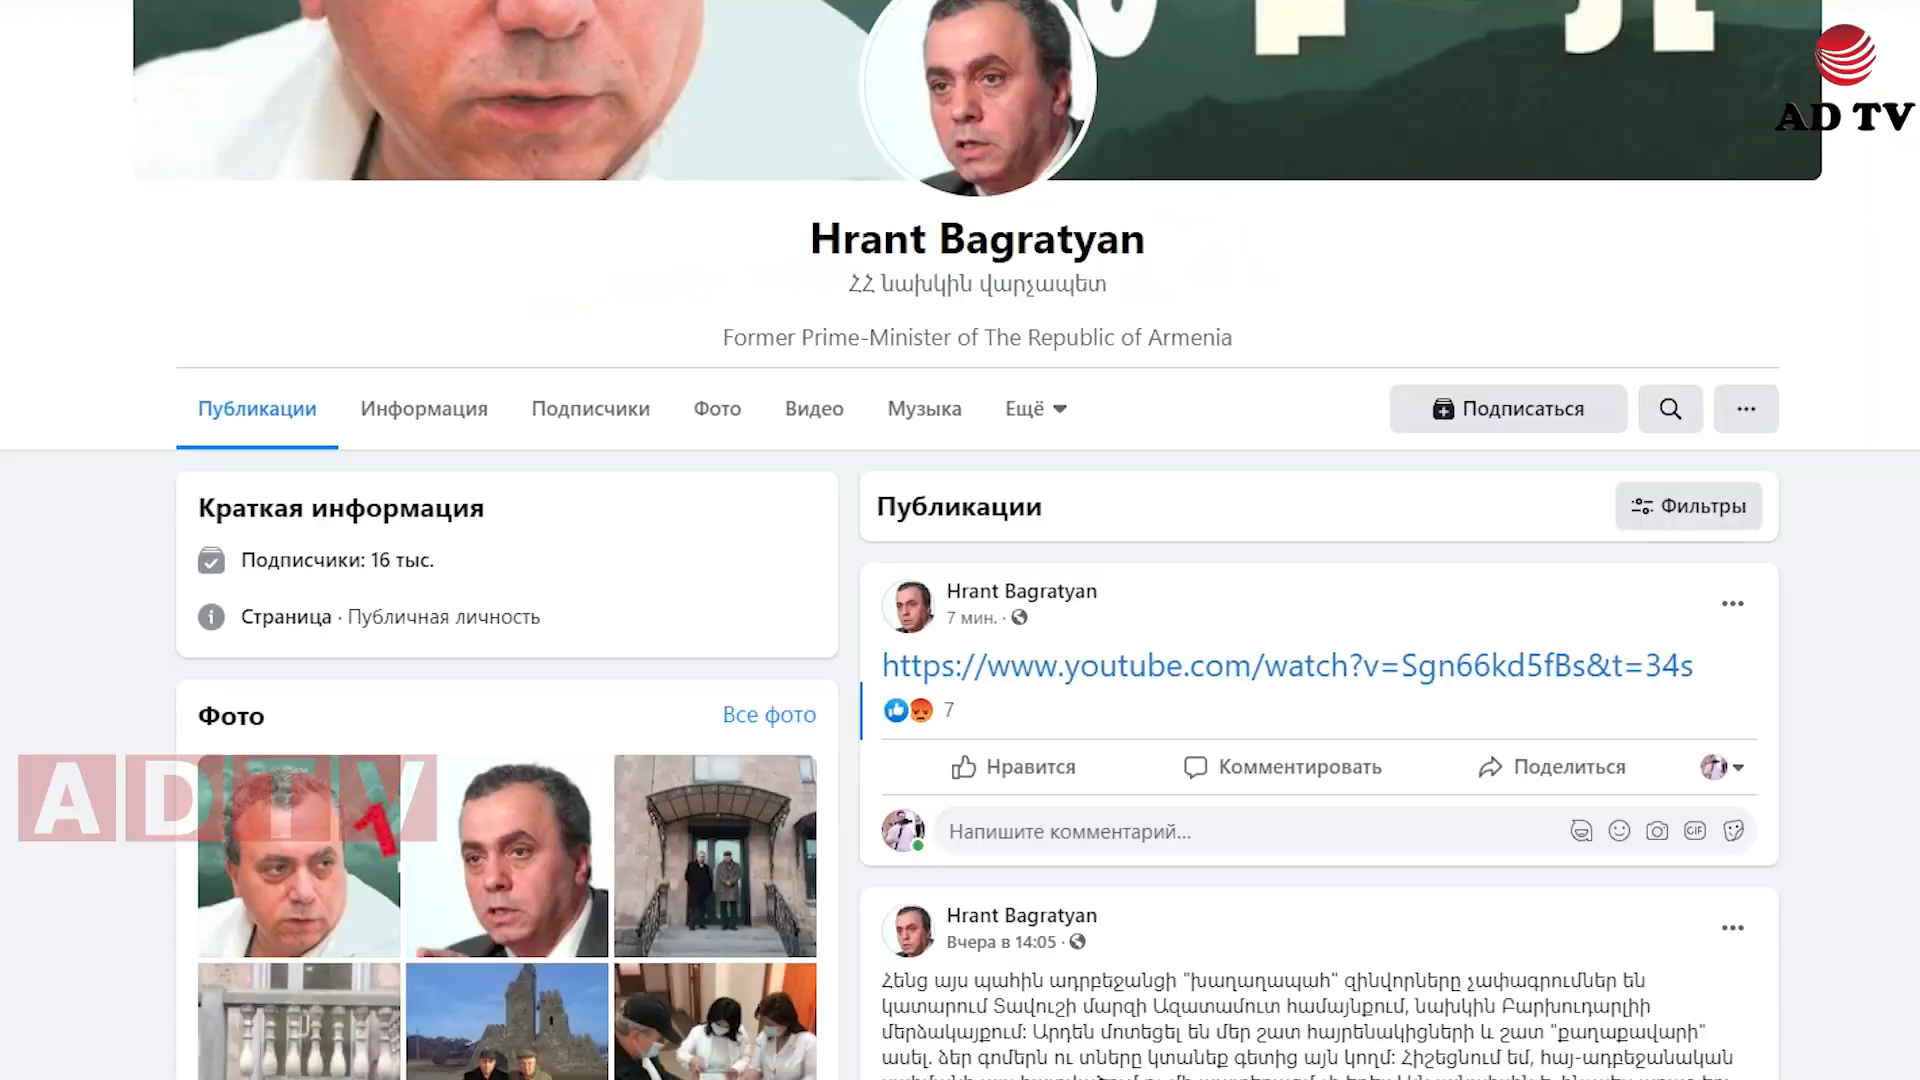 AD TV
Hrant Bagratyan
ՀՀ նախկին վարչապետ
Former Prime-Minister of The Republic of Armenia
Публикации
Информация
Подписчики
Фото
Видео
Музыка
Ещё
Подписаться
Краткая информация
Подписчики: 16 тыс.
Страница · Публичная личность
Фото
Все фото
ADTV
1
Публикации
Фильтры
Hrant Bagratyan
7 мин. ·
https://www.youtube.com/watch?v=Sgn66kd5fBs&t=34s
7
Нравится
Комментировать
Поделиться
Напишите комментарий...
GIF
Hrant Bagratyan
Вчера в 14:05 ·
Հենց այս պահին ադրբեջանցի "խաղաղապահ" զինվորները չափագրումներ են
կատարում Տավուշի մարզի Ազատամուտ համայնքում, նախկին Բարխուդարլիի
մերձակայքում: Արդեն մոտեցել են մեր շատ հայրենակիցների և շատ "քաղաքավարի"
ասել. ձեր գոմերն ու տները կտանեք գետից այն կողմ: Հիշեցնում եմ, հայ-ադրբեջանական